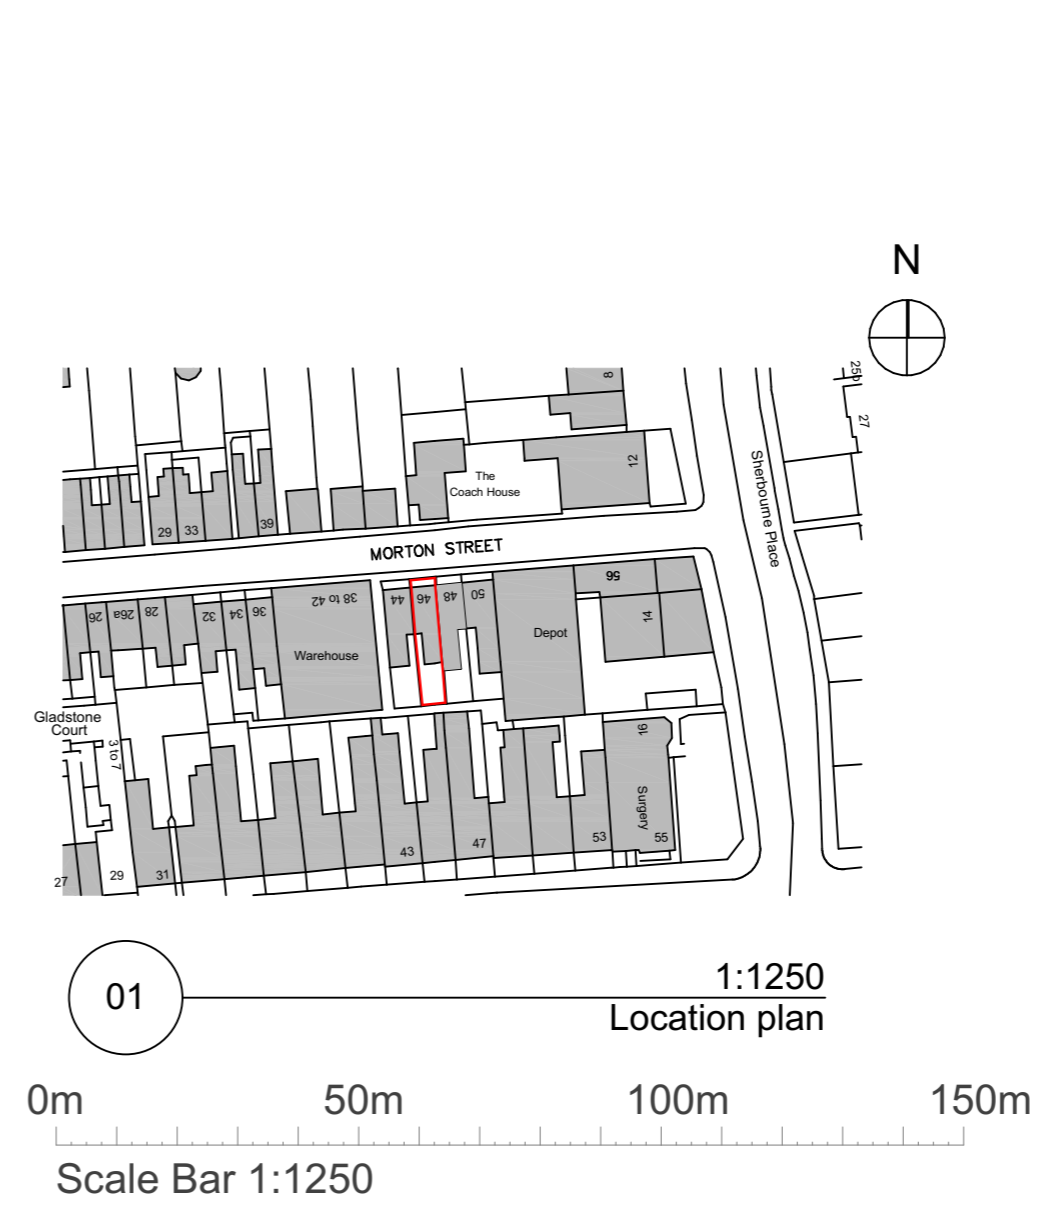 N
25b
27
8
12
The
Coach House
29
33
39
Sherbourne Place
MORTON STREET
26
26a
28
32
34
36
38 to 42
44
46
48
50
56
14
Depot
Warehouse
Gladstone
Court
3 to 7
16
Surgery
27
29
31
43
47
53
55
01
1:1250
Location plan
0m
50m
100m
150m
Scale Bar 1:1250